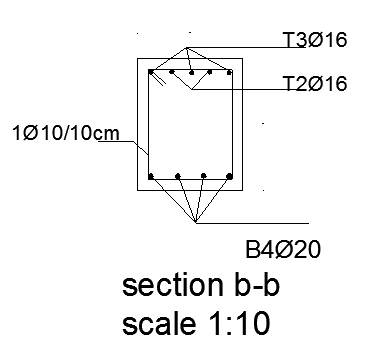 T3Ø16
T2Ø16
1Ø10/10cm
B4Ø20
section b-b
scale 1:10